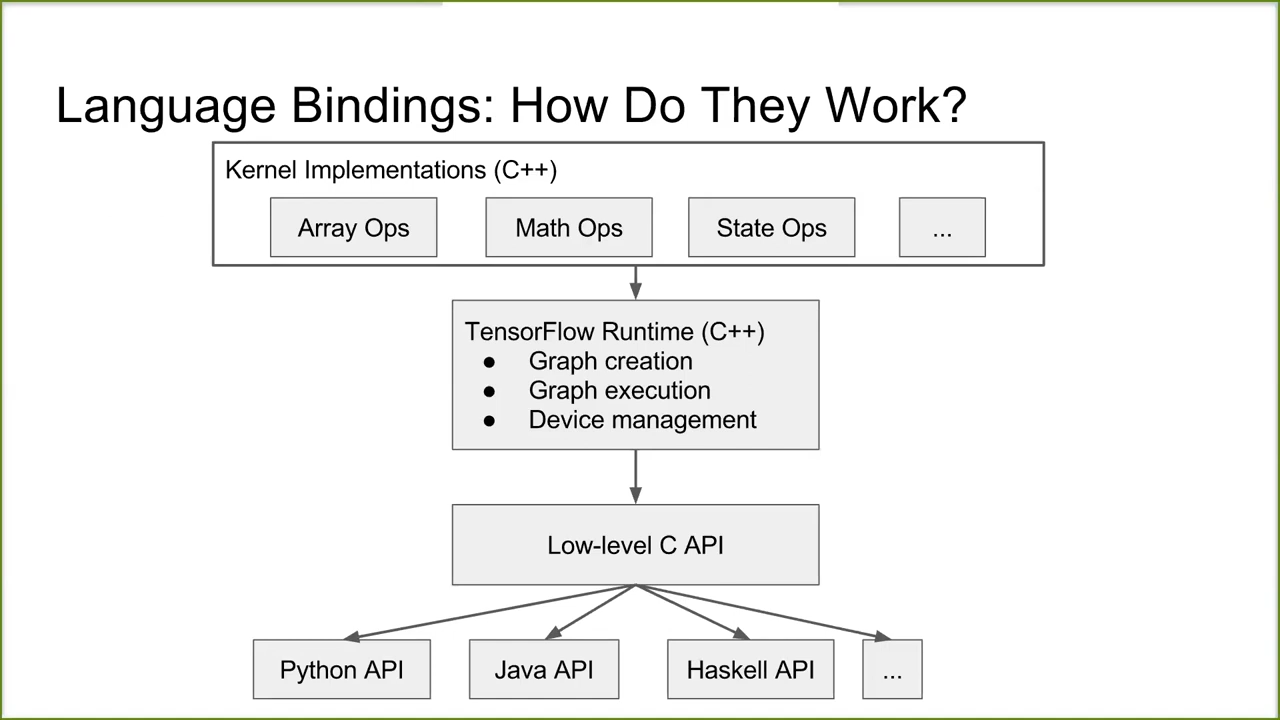 Language Bindings: How Do They Work?
Kernel Implementations (C++)
Array Ops
Math Ops
State Ops
...
TensorFlow Runtime (C++)
● Graph creation
● Graph execution
● Device management
Low-level C API
Python API
Java API
Haskell API
...